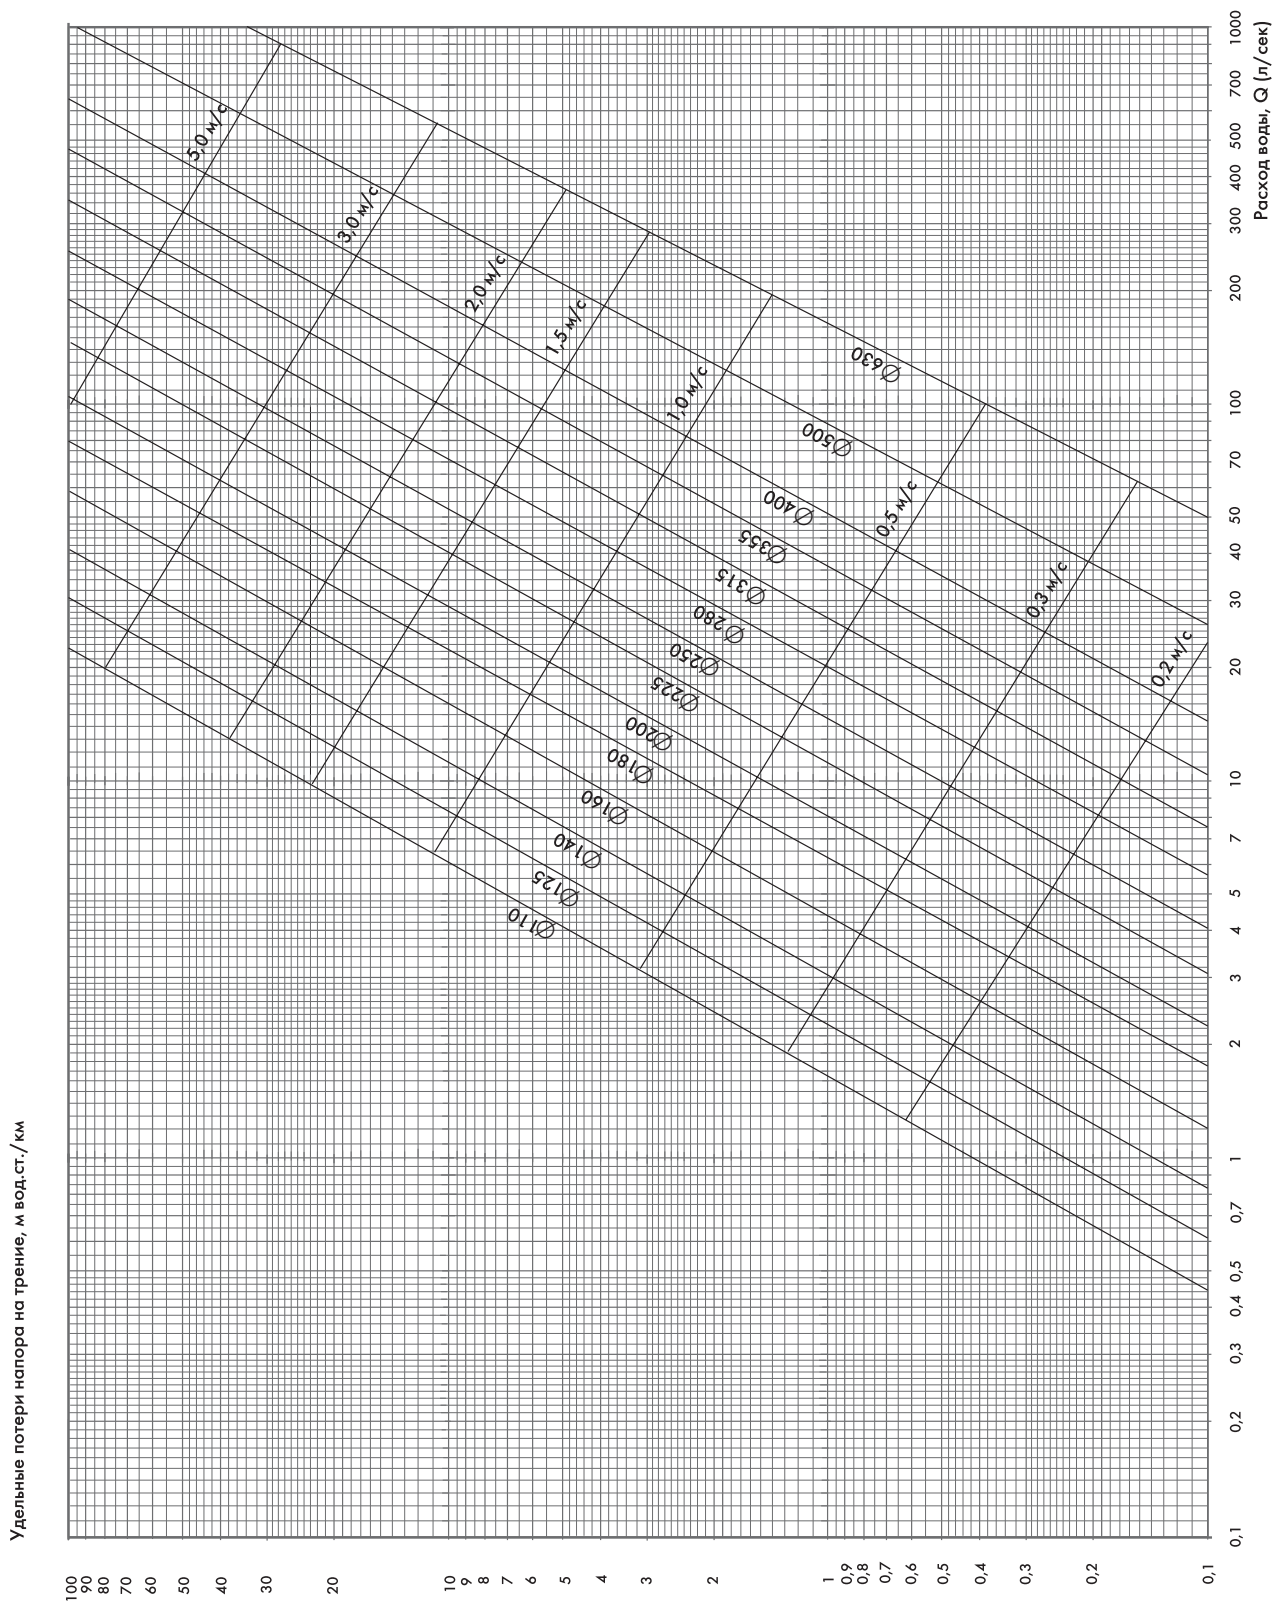 Удельные потери напора на трение, м вод.ст./км
100
90
80
70
60
50
40
30
20
10
9
8
7
6
5
4
3
2
1
0,9
0,8
0,7
0,6
0,5
0,4
0,3
0,2
0,1
5,0 м/с
3,0 м/с
2,0 м/с
1,5 м/с
1,0 м/с
0,5 м/с
0,3 м/с
0,2 м/с
Ø110
Ø125
Ø140
Ø160
Ø180
Ø200
Ø225
Ø250
Ø280
Ø315
Ø355
Ø400
Ø500
Ø630
0,1
0,2
0,3
0,4
0,5
0,7
1
2
3
4
5
7
10
20
30
40
50
70
100
200
300
400
500
700
1000
Расход воды, Q (л/сек)